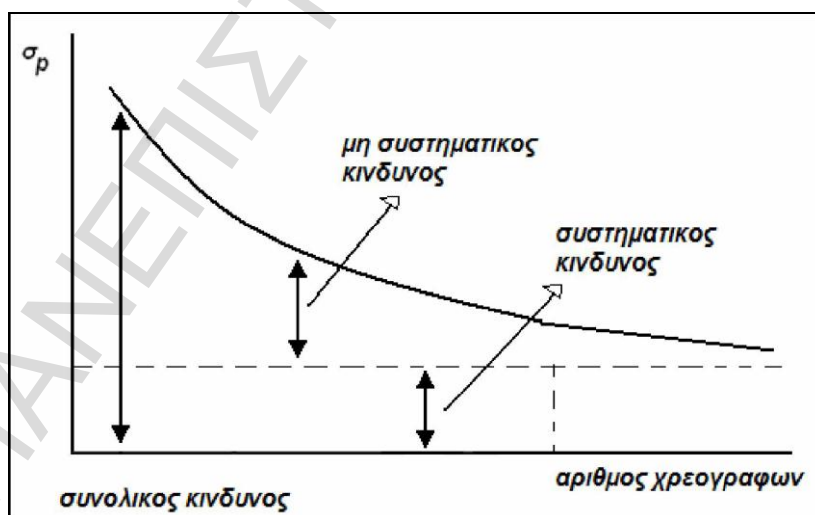 σp
μη συστηματικος
κινδυνος
συστηματικος
κινδυνος
αριθμος χρεογραφων
συνολικος κινδυνος